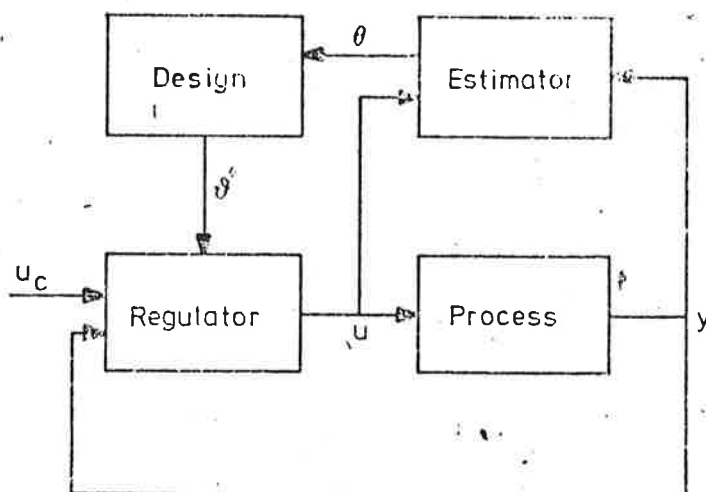 θ
Design
Estimator
ϑ
u_c
Regulator
u
Process
y